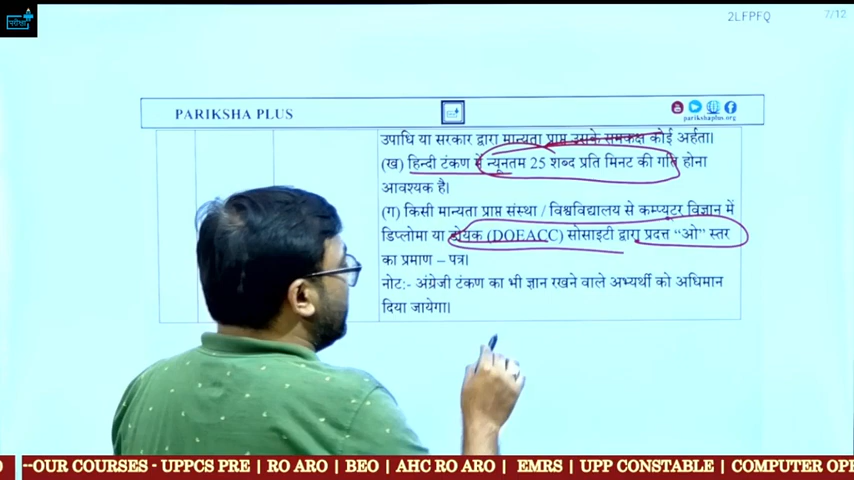 परीक्षा
2LFPFQ
7/12
PARIKSHA PLUS
parikshaplus.org
उपाधि या सरकार द्वारा मान्यता प्राप्त उसके समकक्ष कोई अर्हता।
(ख) हिन्दी टंकण में न्यूनतम 25 शब्द प्रति मिनट की गति होना
आवश्यक है।
(ग) किसी मान्यता प्राप्त संस्था / विश्वविद्यालय से कम्प्यूटर विज्ञान में
डिप्लोमा या डोयक (DOEACC) सोसाइटी द्वारा प्रदत्त “ओ” स्तर
का प्रमाण – पत्र।
नोट:- अंग्रेजी टंकण का भी ज्ञान रखने वाले अभ्यर्थी को अधिमान
दिया जायेगा।
--OUR COURSES - UPPCS PRE | RO ARO | BEO | AHC RO ARO | EMRS | UPP CONSTABLE | COMPUTER OPE